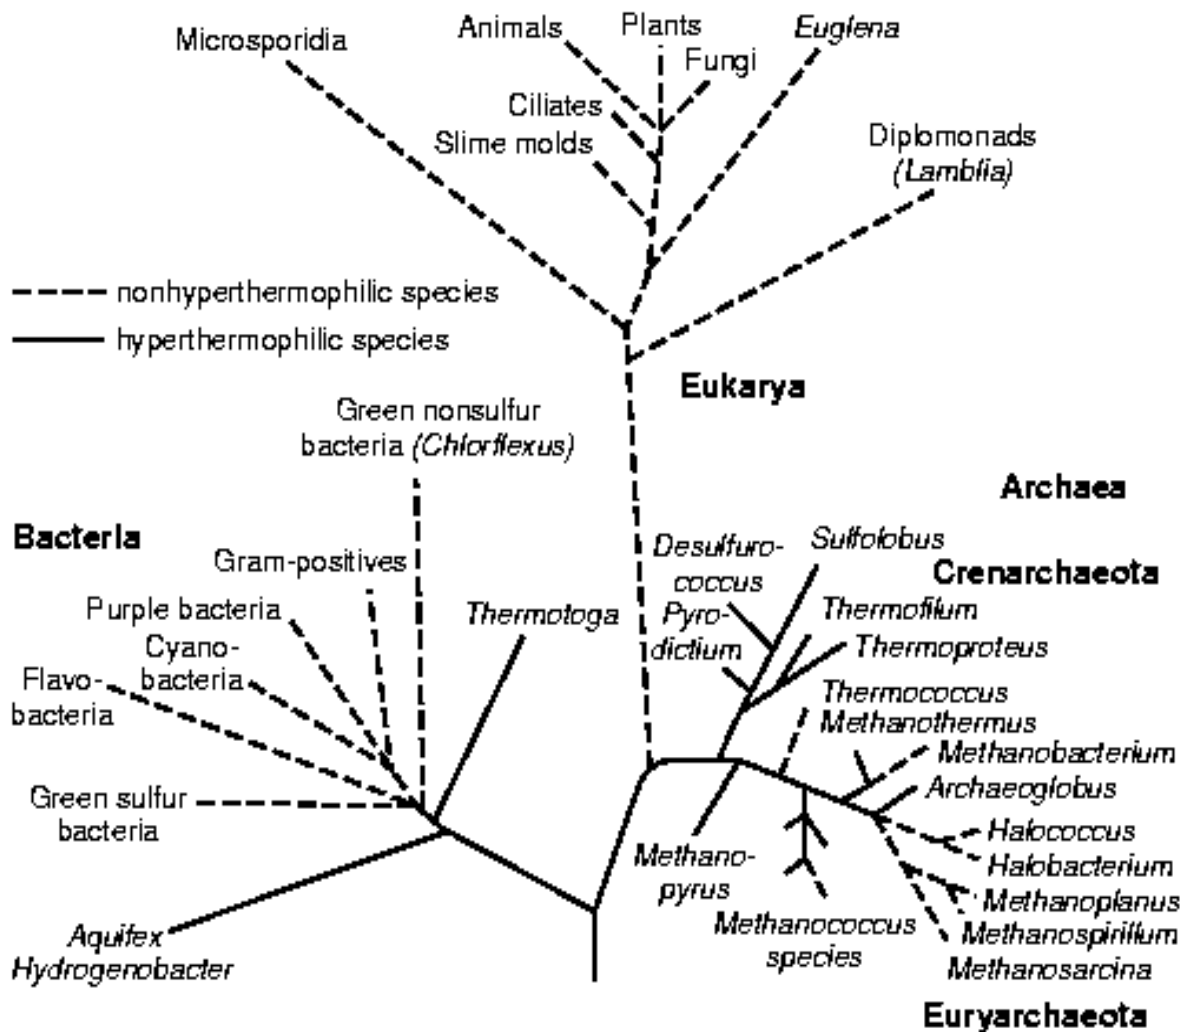 Microsporidia
Animals
Plants
Euglena
Fungi
Ciliates
Slime molds
Diplomonads
(Lamblia)
nonhyperthermophilic species
hyperthermophilic species
Eukarya
Green nonsulfur
bacteria (Chlorflexus)
Archaea
Bacteria
Gram-positives
Purple bacteria
Cyano-
bacteria
Flavo-
bacteria
Green sulfur
bacteria
Thermotoga
Aquifex
Hydrogenobacter
Desulfuro-
coccus
Sulfolobus
Crenarchaeota
Pyro-
dictium
Thermofilum
Thermoproteus
Thermococcus
Methanothermus
Methanobacterium
Archaeoglobus
Halococcus
Halobacterium
Methano-
pyrus
Methanococcus
species
Methanoplanus
Methanospirillum
Methanosarcina
Euryarchaeota